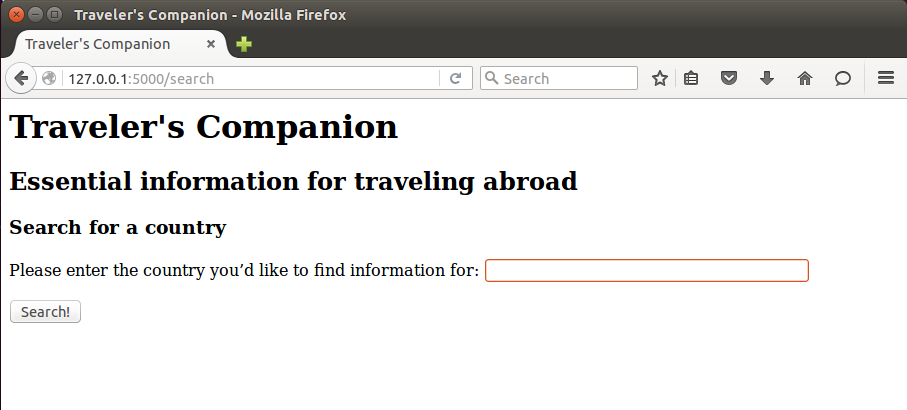 Traveler's Companion - Mozilla Firefox
Traveler's Companion
127.0.0.1:5000/search
Search
Traveler's Companion
Essential information for traveling abroad
Search for a country
Please enter the country you’d like to find information for:
Search!